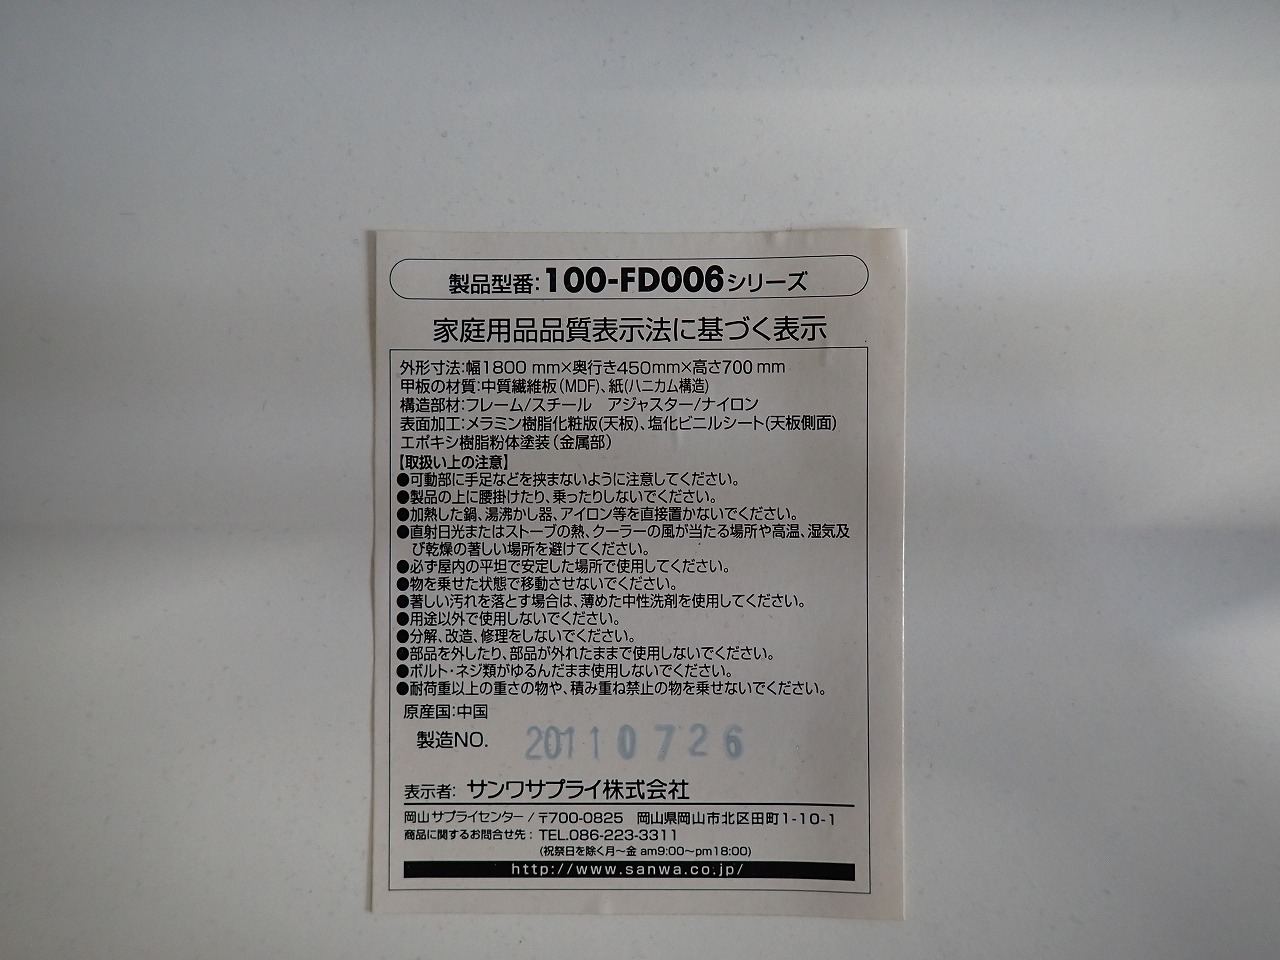 製品型番:100-FD006シリーズ
家庭用品品質表示法に基づく表示
外形寸法:幅1800 mm×奥行き450mm×高さ700mm
甲板の材質:中質繊維板(MDF)、紙(ハニカム構造)
構造部材:フレーム/スチール　アジャスター/ナイロン
表面加工:メラミン樹脂化粧版(天板)、塩化ビニルシート(天板側面)
エポキシ樹脂粉体塗装(金属部)
【取扱い上の注意】
●可動部に手足などを挟まないように注意してください。
●製品の上に腰掛けたり、乗ったりしないでください。
●加熱した鍋、湯沸かし器、アイロン等を直接置かないでください。
●直射日光またはストーブの熱、クーラーの風が当たる場所や高温、湿気及
び乾燥の著しい場所を避けてください。
●必ず屋内の平坦で安定した場所で使用してください。
●物を乗せた状態で移動させないでください。
●著しい汚れを落とす場合は、薄めた中性洗剤を使用してください。
●用途以外で使用しないでください。
●分解、改造、修理をしないでください。
●部品を外したり、部品が外れたままで使用しないでください。
●ボルト・ネジ類がゆるんだまま使用しないでください。
●耐荷重以上の重さの物や、積み重ね禁止の物を乗せないでください。
原産国:中国
製造NO. 20110726
表示者: サンワサプライ株式会社
岡山サプライセンター/〒700-0825　岡山県岡山市北区田町1-10-1
商品に関するお問合せ先: TEL.086-223-3311
(祝祭日を除く月〜金 am9:00〜pm18:00)
http://www.sanwa.co.jp/